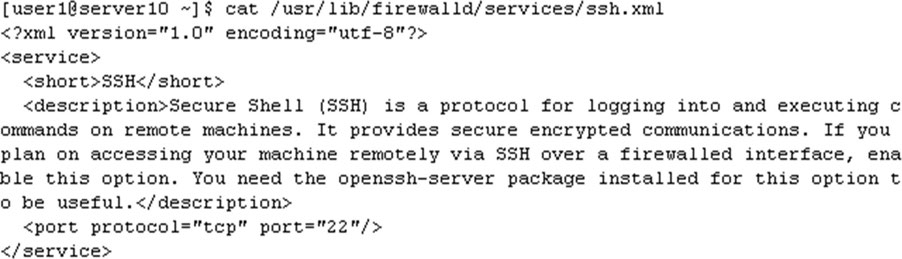 [user1@server10 ~]$ cat /usr/lib/firewalld/services/ssh.xml
<?xml version="1.0" encoding="utf-8"?>
<service>
  <short>SSH</short>
  <description>Secure Shell (SSH) is a protocol for logging into and executing c
ommands on remote machines. It provides secure encrypted communications. If you
plan on accessing your machine remotely via SSH over a firewalled interface, ena
ble this option. You need the openssh-server package installed for this option t
o be useful.</description>
  <port protocol="tcp" port="22"/>
</service>